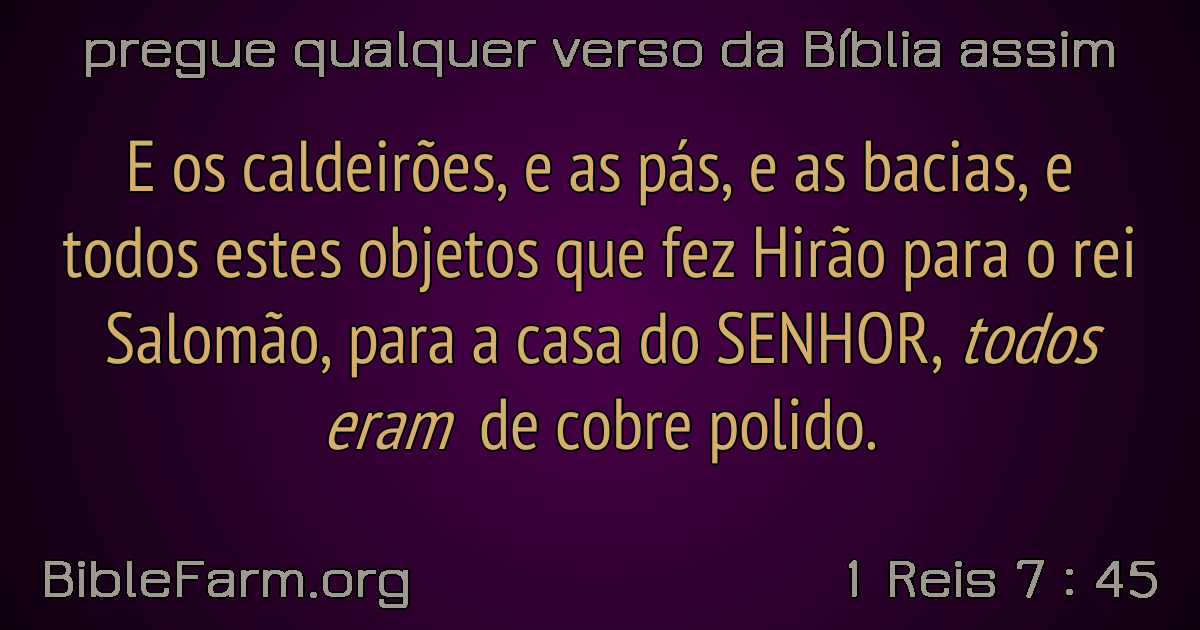 pregue qualquer verso da Bíblia assim
E os caldeirões, e as pás, e as bacias, e
todos estes objetos que fez Hirão para o rei
Salomão, para a casa do SENHOR, todos
eram de cobre polido.
BibleFarm.org
1 Reis 7 : 45